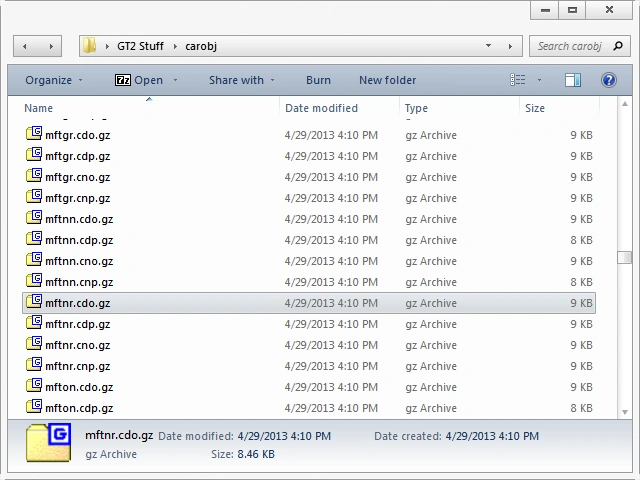 GT2 Stuff carobj Search carobj
Organize Open Share with Burn New folder
Name Date modified Type Size
mftgr.cdo.gz 4/29/2013 4:10 PM gz Archive 9 KB
mftgr.cdp.gz 4/29/2013 4:10 PM gz Archive 9 KB
mftgr.cno.gz 4/29/2013 4:10 PM gz Archive 9 KB
mftgr.cnp.gz 4/29/2013 4:10 PM gz Archive 9 KB
mftnn.cdo.gz 4/29/2013 4:10 PM gz Archive 9 KB
mftnn.cdp.gz 4/29/2013 4:10 PM gz Archive 8 KB
mftnn.cno.gz 4/29/2013 4:10 PM gz Archive 9 KB
mftnn.cnp.gz 4/29/2013 4:10 PM gz Archive 8 KB
mftnr.cdo.gz 4/29/2013 4:10 PM gz Archive 9 KB
mftnr.cdp.gz 4/29/2013 4:10 PM gz Archive 9 KB
mftnr.cno.gz 4/29/2013 4:10 PM gz Archive 9 KB
mftnr.cnp.gz 4/29/2013 4:10 PM gz Archive 9 KB
mfton.cdo.gz 4/29/2013 4:10 PM gz Archive 9 KB
mfton.cdp.gz 4/29/2013 4:10 PM gz Archive 8 KB
mftnr.cdo.gz Date modified: 4/29/2013 4:10 PM Date created: 4/29/2013 4:10 PM
gz Archive Size: 8.46 KB